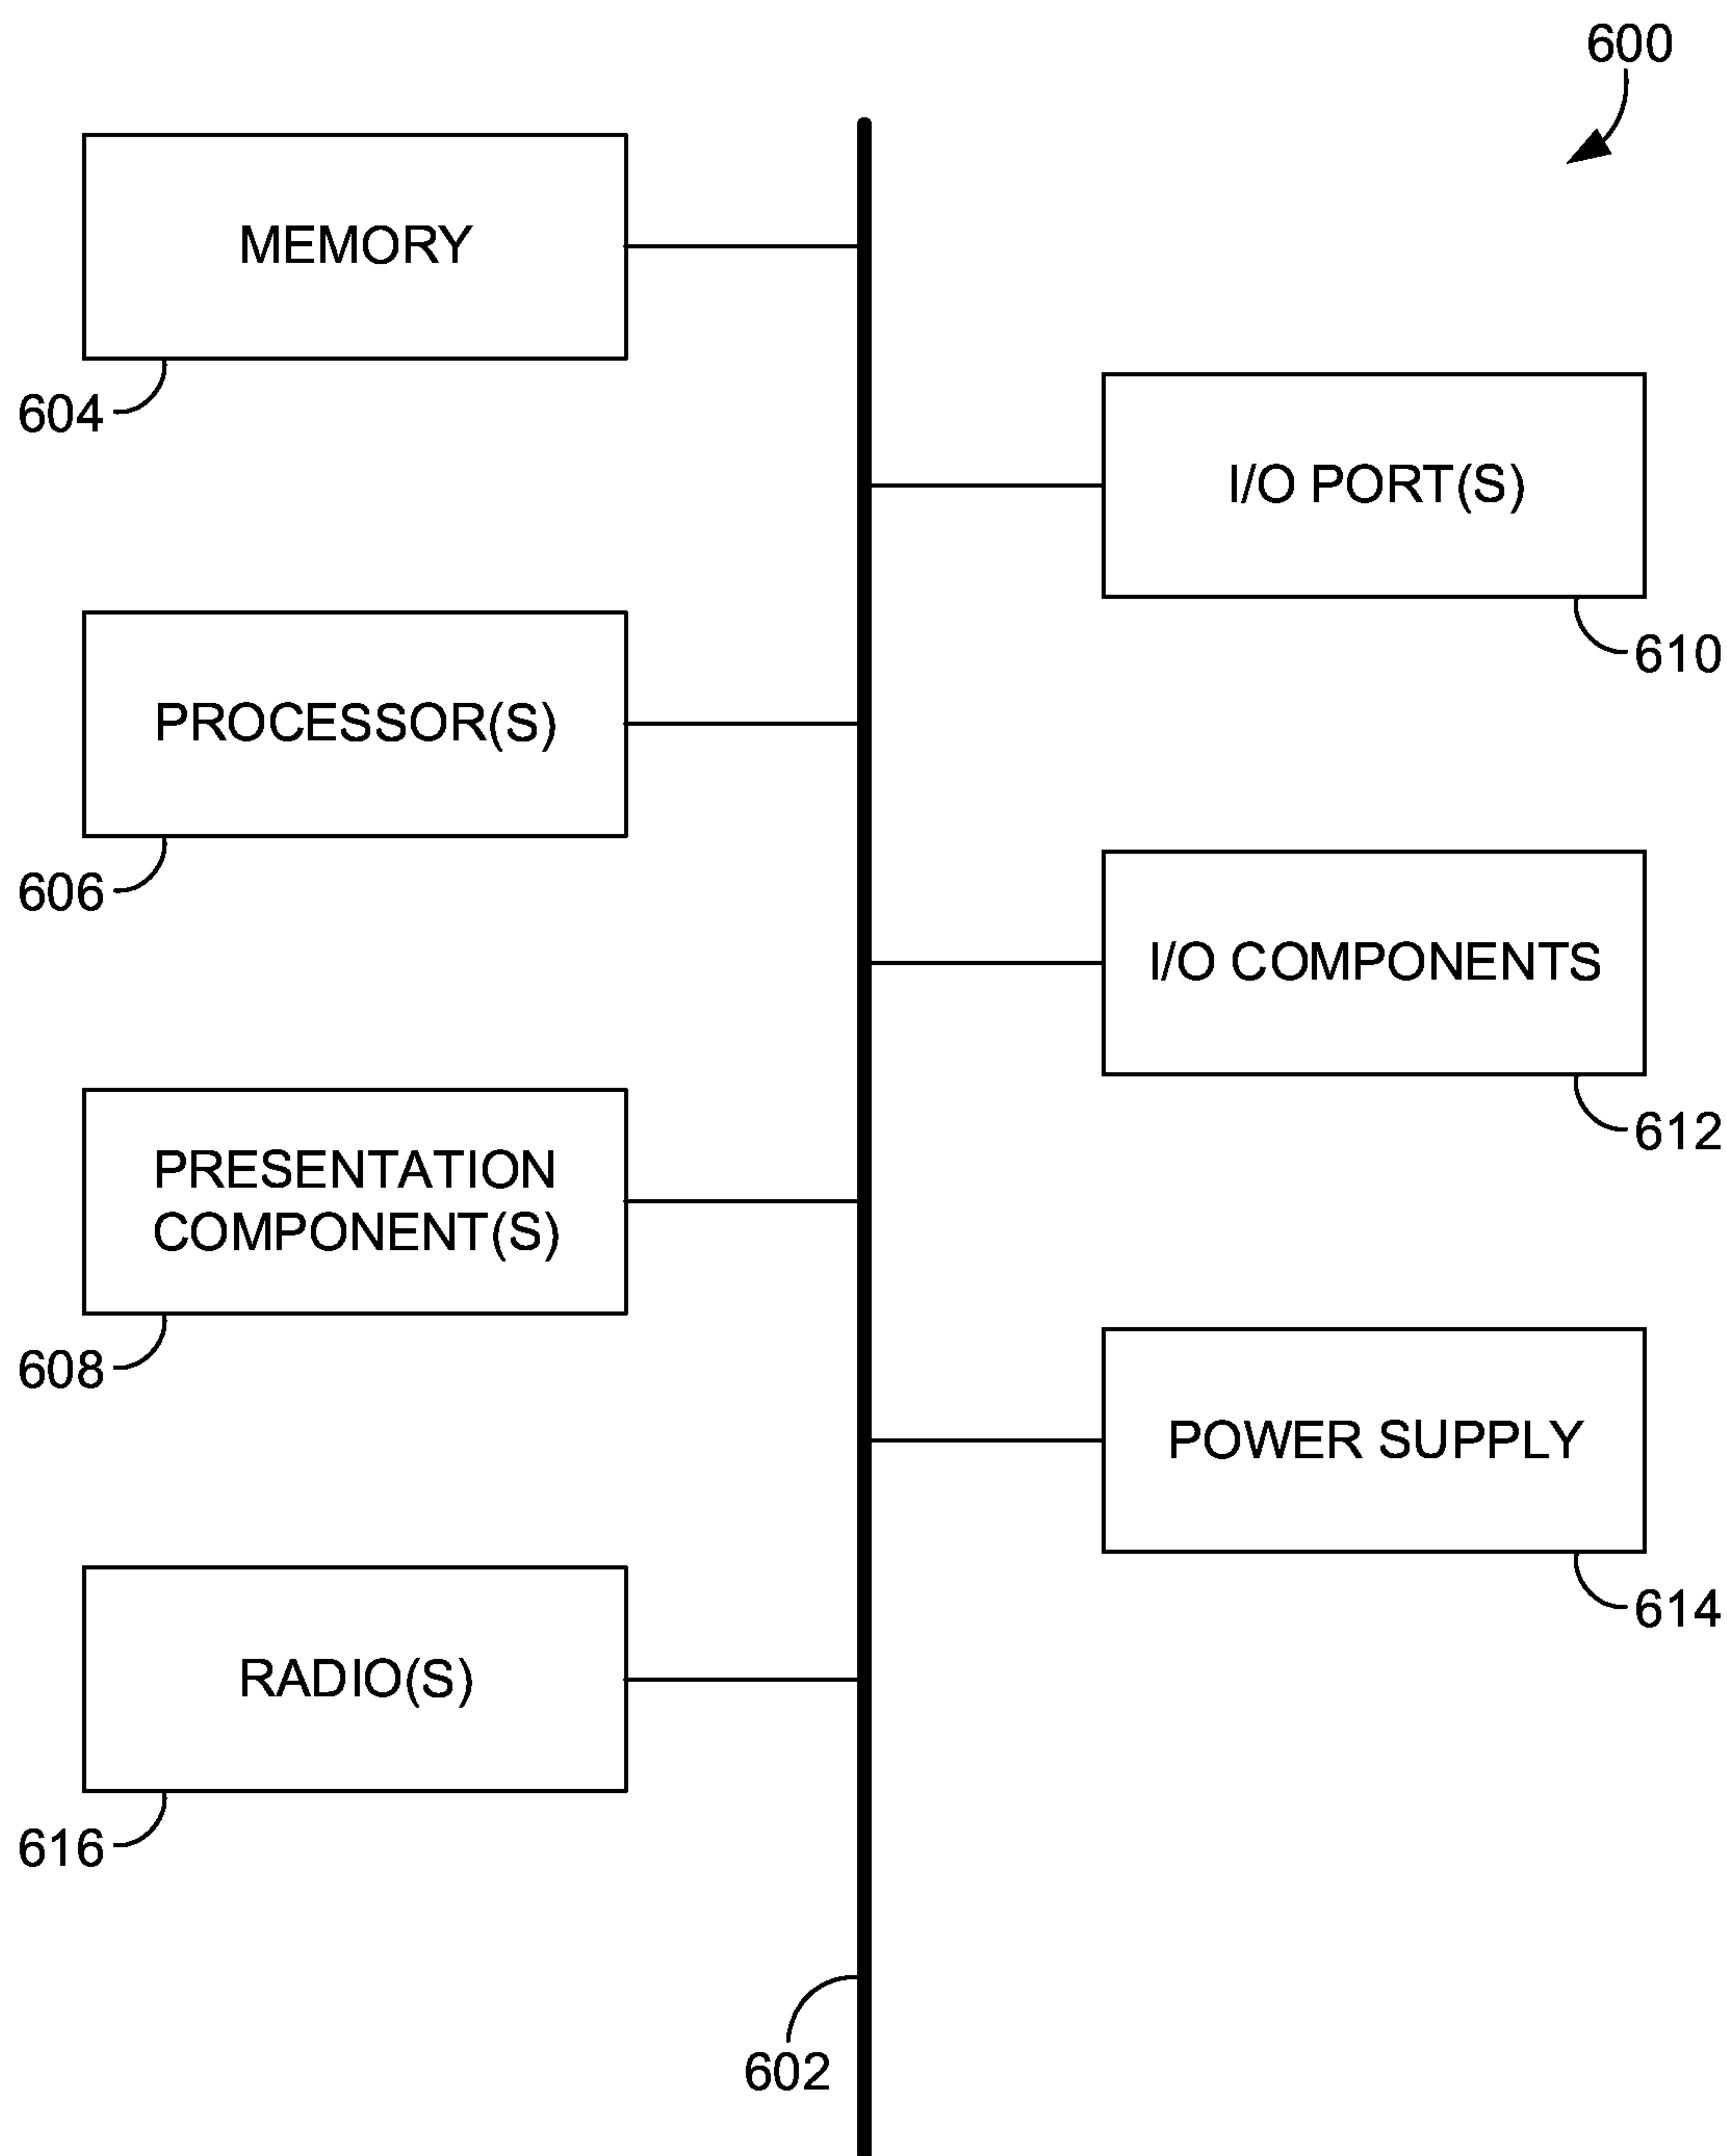 600
MEMORY
604
I/O PORT(S)
610
PROCESSOR(S)
606
I/O COMPONENTS
612
PRESENTATION
COMPONENT(S)
608
POWER SUPPLY
614
RADIO(S)
616
602